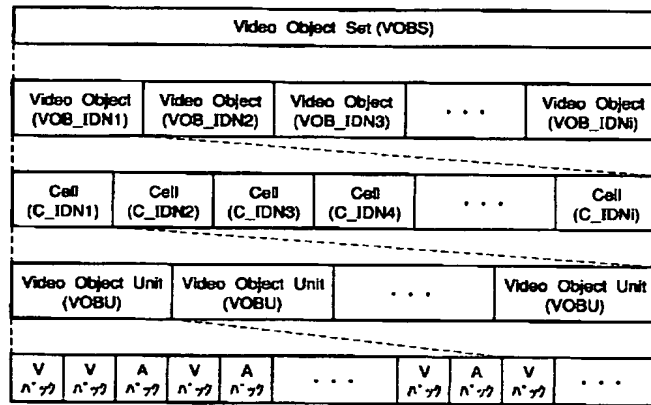 Video Object Set (VOBS)
Video Object Video Object Video Object . . . Video Object
(VOB_IDN1) (VOB_IDN2) (VOB_IDN3) (VOB_IDNi)
Cell Cell Cell Cell . . . Cell
(C_IDN1) (C_IDN2) (C_IDN3) (C_IDN4) (C_IDNi)
Video Object Unit Video Object Unit . . . Video Object Unit
(VOBU) (VOBU) (VOBU)
V V A V A . . . V A V . . .
パック パック パック パック パック パック パック パック